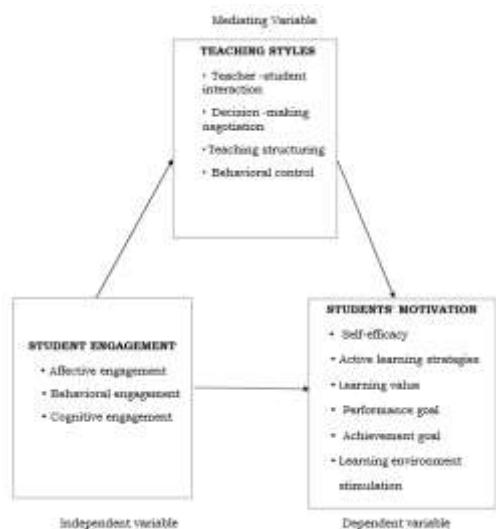 Mediating Variable
TEACHING STYLES
• Teacher -student
interaction
• Decision -making
negotiation
•Teaching structuring
• Behavioral control
STUDENT ENGAGEMENT
• Affective engagement
• Behavioral engagement
• Cognitive engagement
Independent variable
STUDENTS' MOTIVATION
• Self-efficacy
• Active learning strategies
• Learning value
• Performance goal
• Achievement goal
• Learning environment
stimulation
Dependent variable